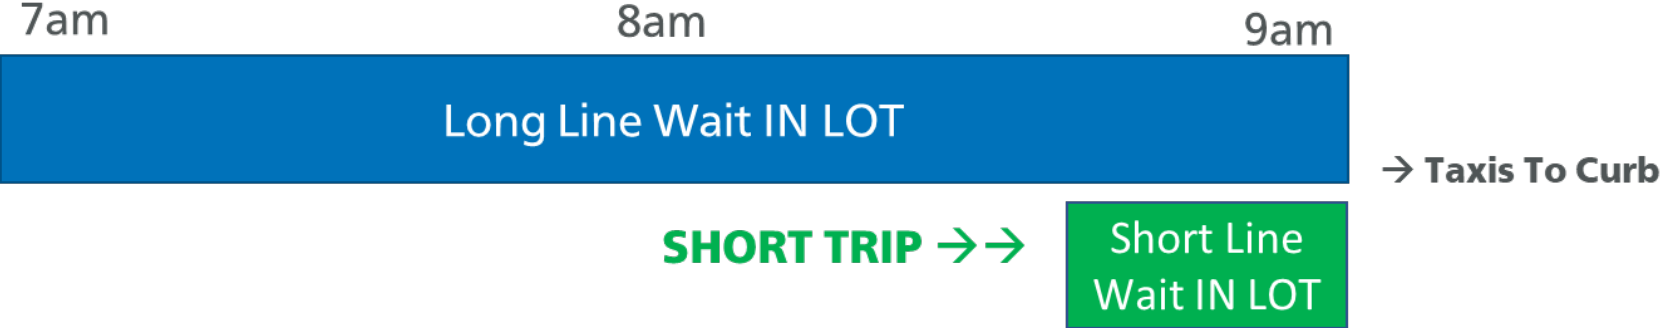 7am 8am 9am
Long Line Wait IN LOT
→ Taxis To Curb
SHORT TRIP →→
Short Line
Wait IN LOT